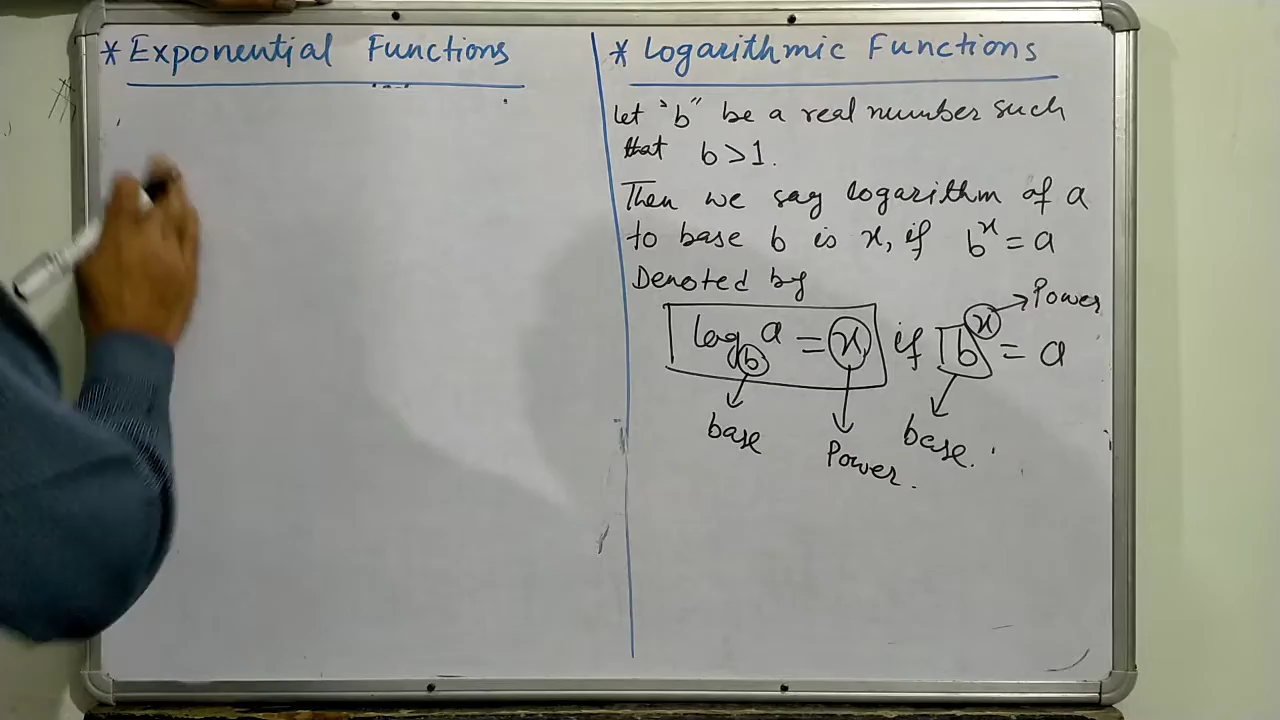 * Exponential Functions
* Logarithmic Functions
Let "b" be a real number such
that b > 1.
Then we say logarithm of a
to base b is x, if b^x = a
Denoted by
log_b a = x if b^x = a
Power
base
Power.
base.